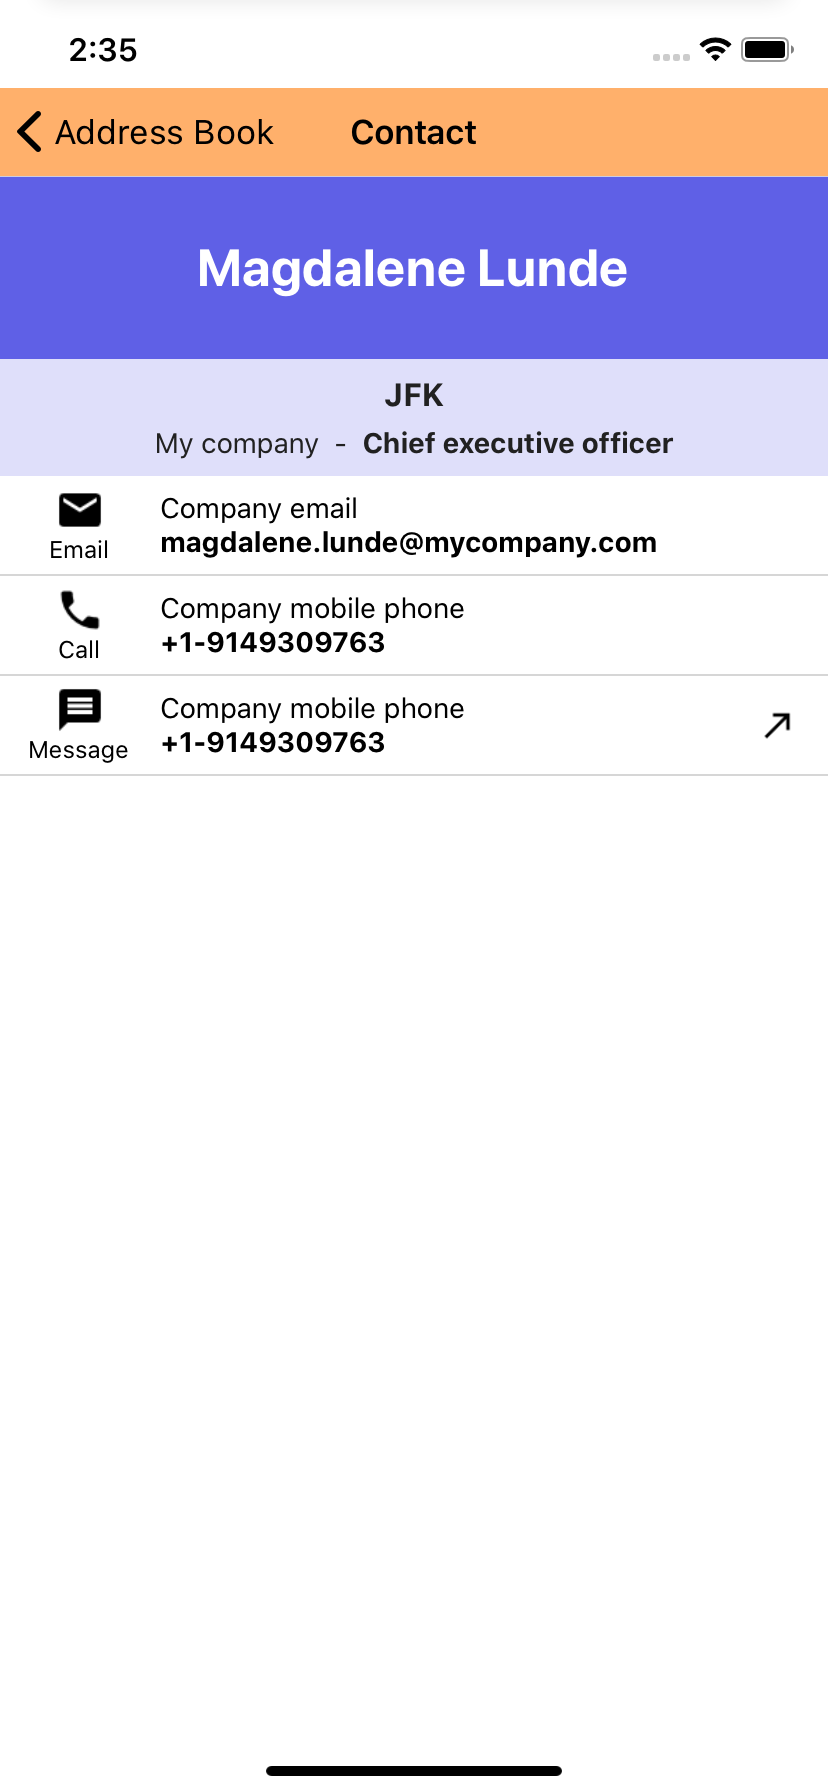 2:35
Address Book Contact
Magdalene Lunde
JFK
My company - Chief executive officer
Company email
Email
magdalene.lunde@mycompany.com
Company mobile phone
Call
+1-9149309763
Company mobile phone
Message
+1-9149309763